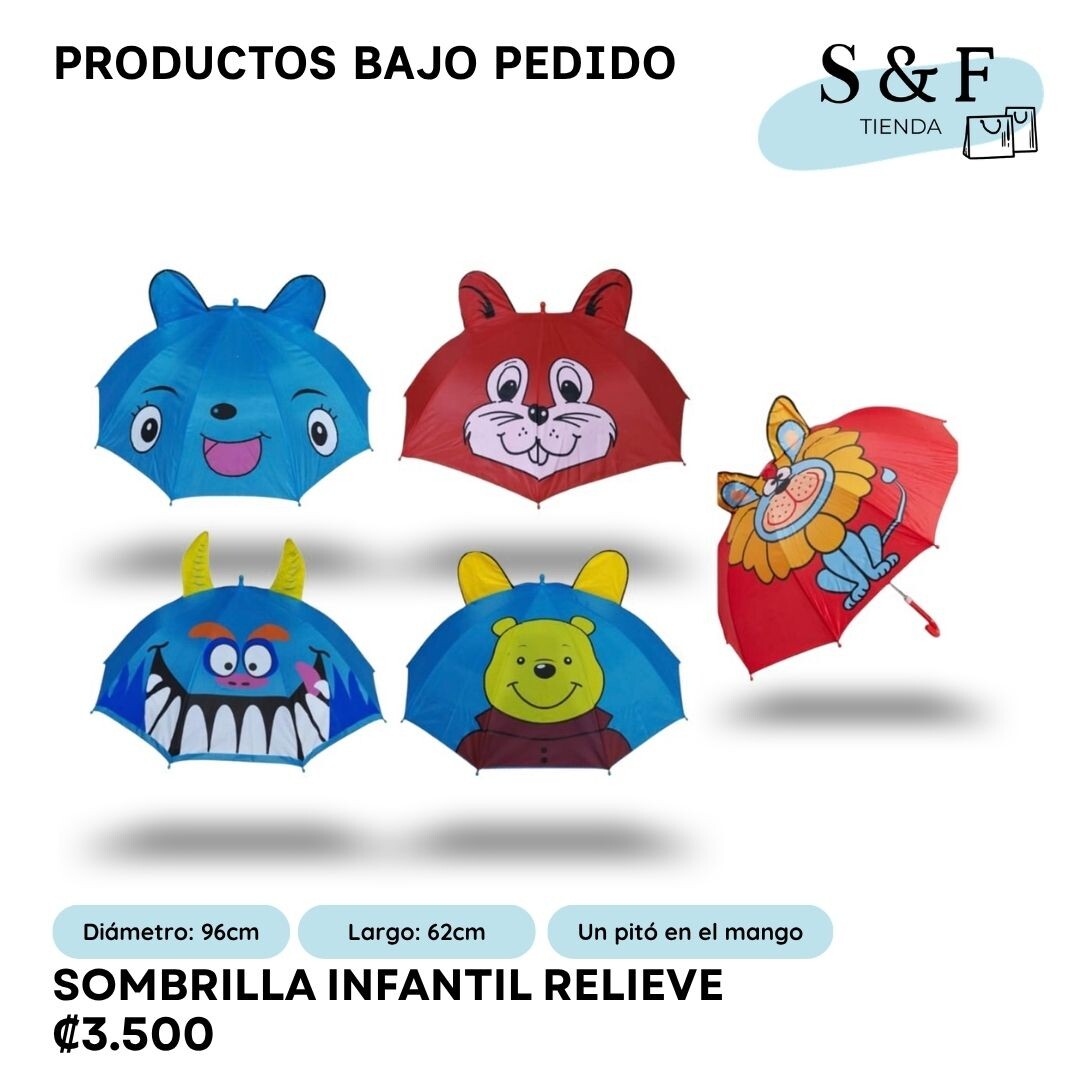 PRODUCTOS BAJO PEDIDO
S & F
TIENDA
Diámetro: 96cm
Largo: 62cm
Un pitó en el mango
SOMBRILLA INFANTIL RELIEVE
₡3.500